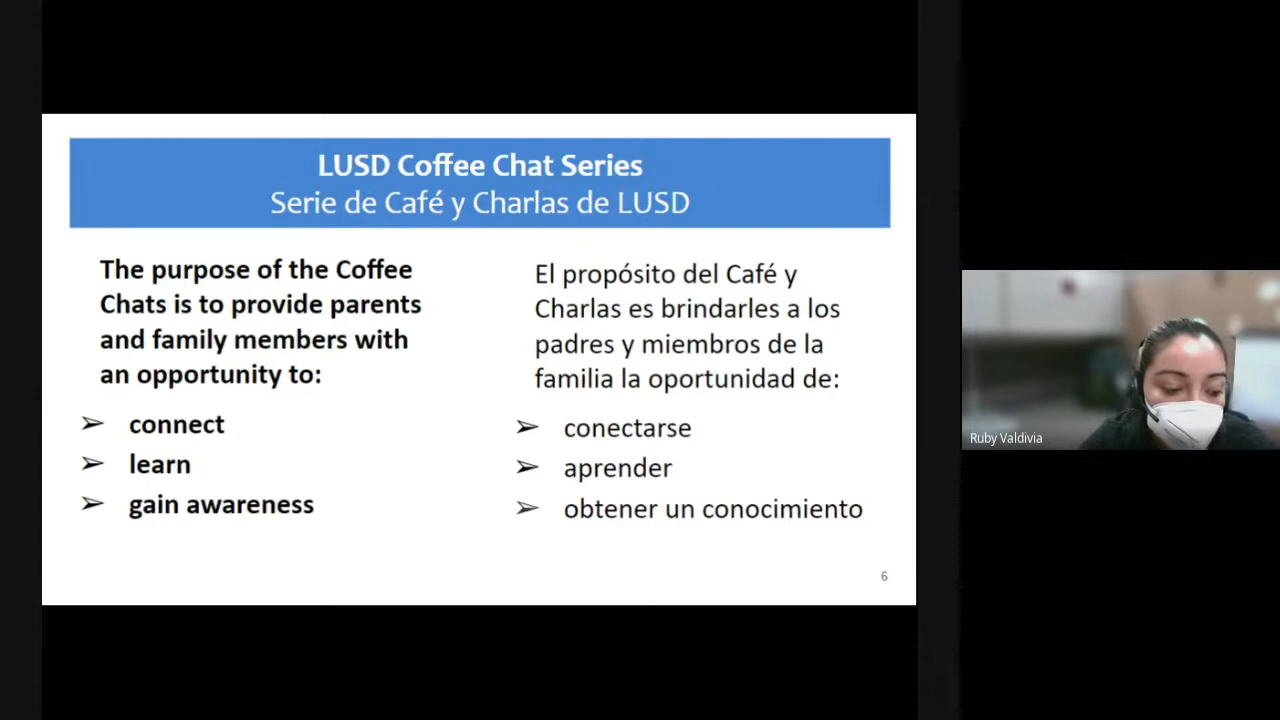 LUSD Coffee Chat Series
Serie de Café y Charlas de LUSD
The purpose of the Coffee
Chats is to provide parents
and family members with
an opportunity to:
➢ connect
➢ learn
➢ gain awareness
El propósito del Café y
Charlas es brindarles a los
padres y miembros de la
familia la oportunidad de:
➢ conectarse
➢ aprender
➢ obtener un conocimiento
6
Ruby Valdivia